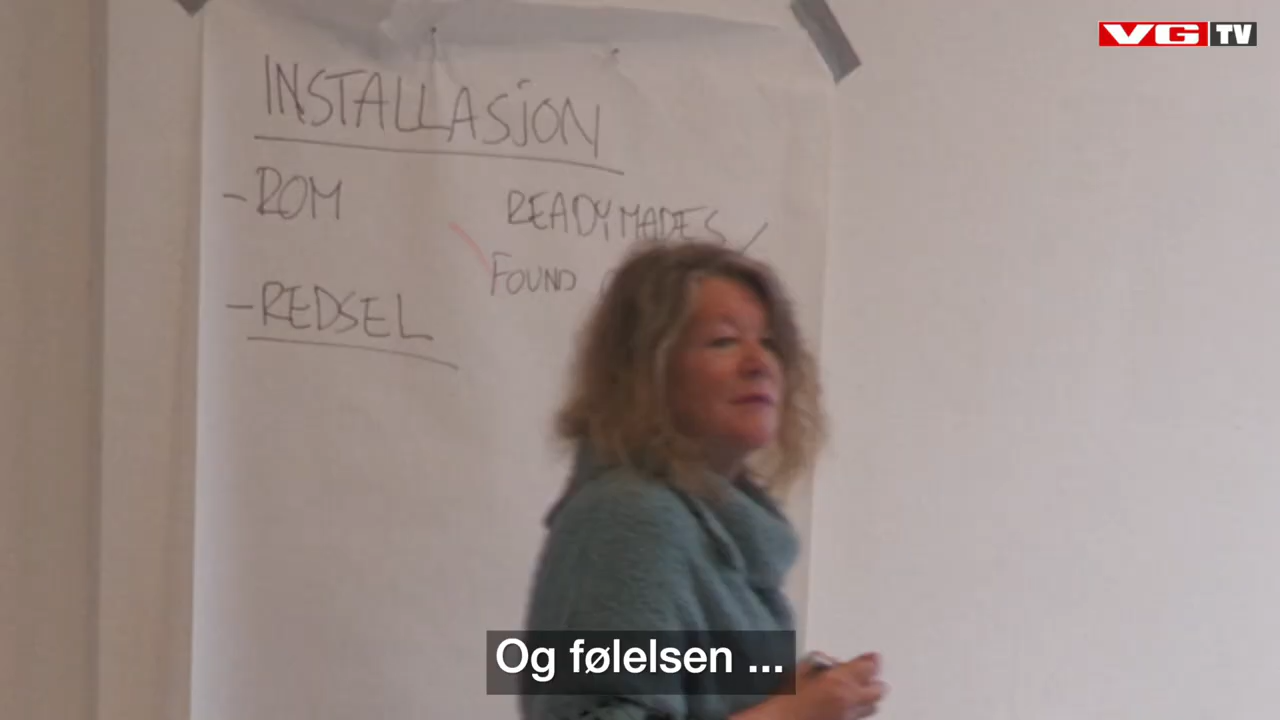 VG TV
INSTALLASJON
- ROM
READYMADES
FOUND
- REDSEL
Og følelsen ...